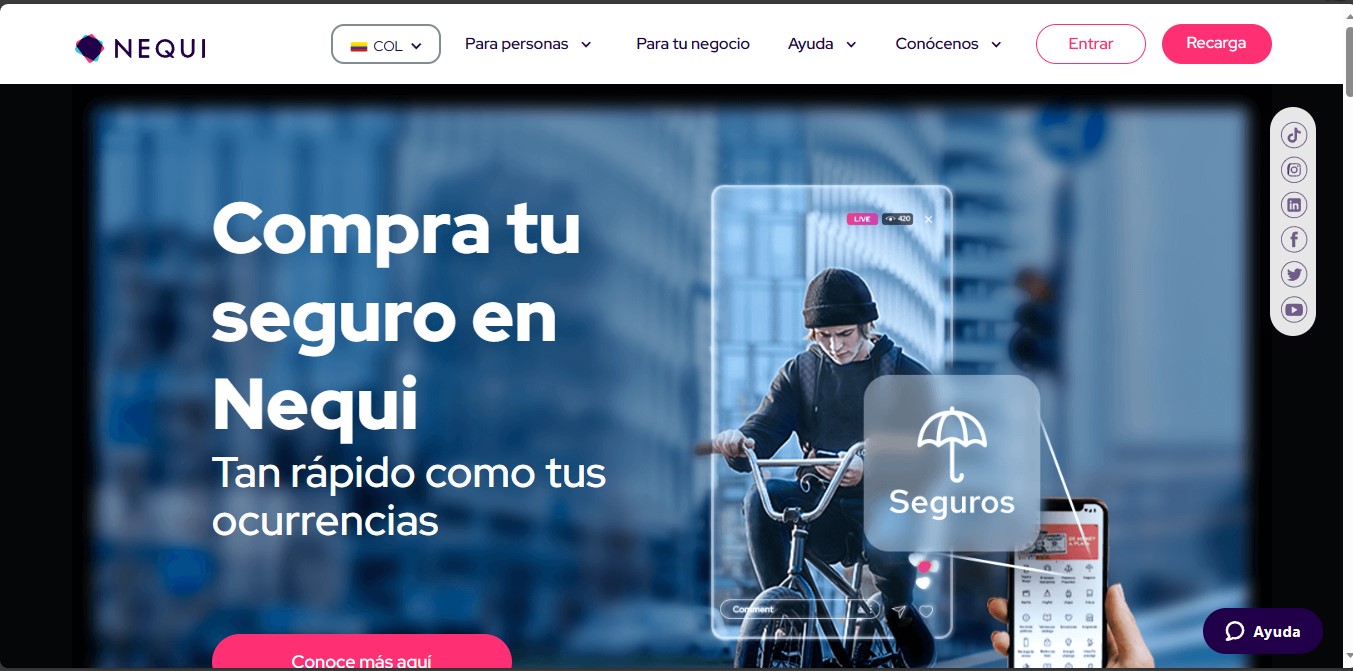 NEQUI
COL
Para personas
Para tu negocio
Ayuda
Conócenos
Entrar
Recarga
Compra tu
seguro en
Nequi
Tan rápido como tus
ocurrencias
LIVE
420
Seguros
Comment
Conoce más aquí
Ayuda